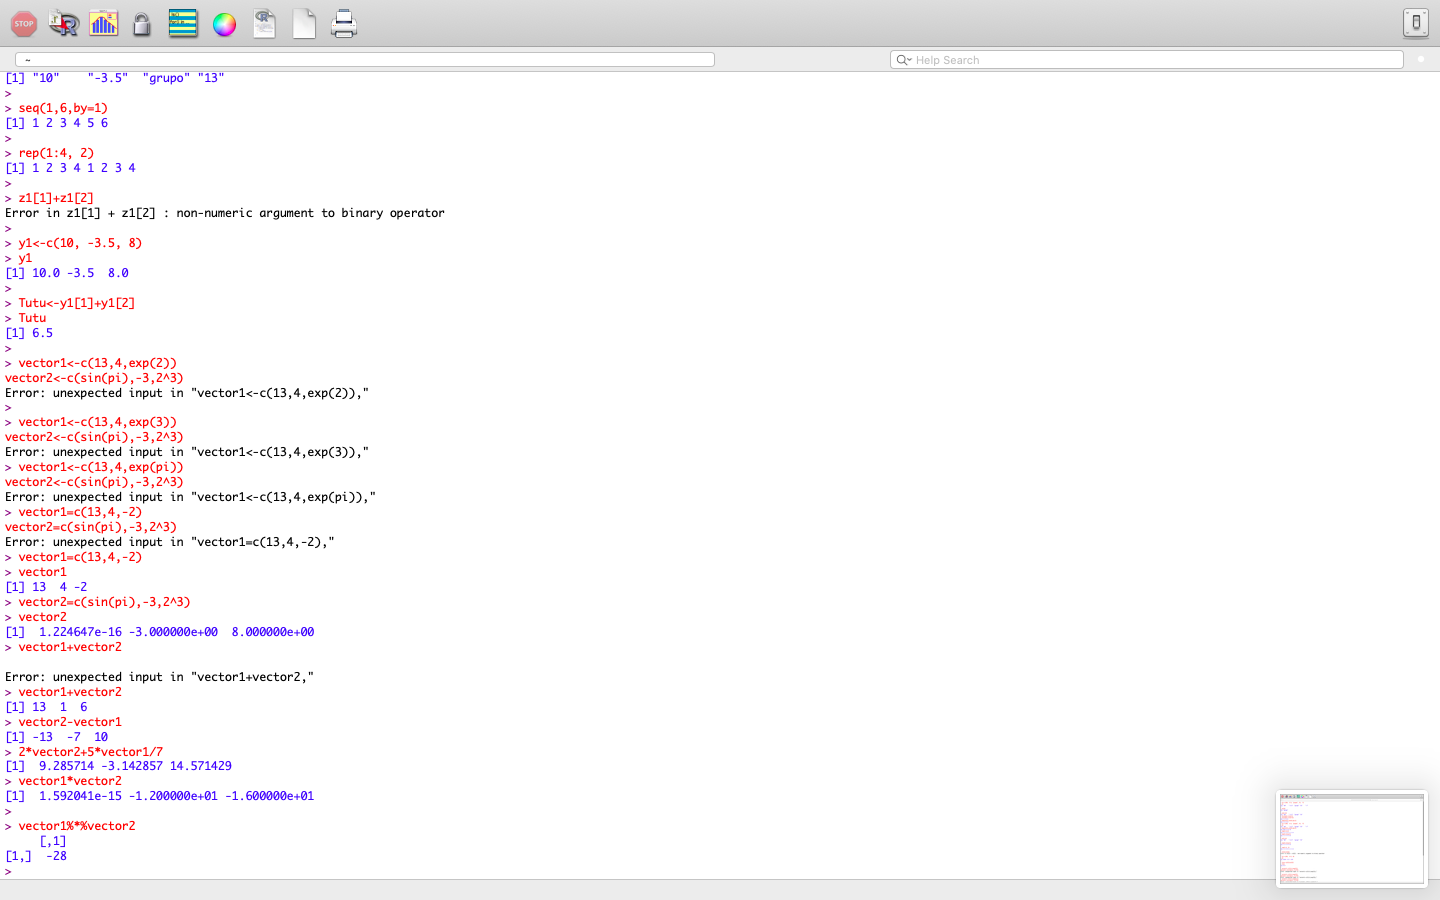 STOP
~
Help Search
[1] "10"    "-3.5"  "grupo" "13"
>
> seq(1,6,by=1)
[1] 1 2 3 4 5 6
>
> rep(1:4, 2)
[1] 1 2 3 4 1 2 3 4
>
> z1[1]+z1[2]
Error in z1[1] + z1[2] : non-numeric argument to binary operator
>
> y1<-c(10, -3.5, 8)
> y1
[1] 10.0 -3.5  8.0
>
> Tutu<-y1[1]+y1[2]
> Tutu
[1] 6.5
>
> vector1<-c(13,4,exp(2))
vector2<-c(sin(pi),-3,2^3)
Error: unexpected input in "vector1<-c(13,4,exp(2)),"
>
> vector1<-c(13,4,exp(3))
vector2<-c(sin(pi),-3,2^3)
Error: unexpected input in "vector1<-c(13,4,exp(3)),"
> vector1<-c(13,4,exp(pi))
vector2<-c(sin(pi),-3,2^3)
Error: unexpected input in "vector1<-c(13,4,exp(pi)),"
> vector1=c(13,4,-2)
vector2=c(sin(pi),-3,2^3)
Error: unexpected input in "vector1=c(13,4,-2),"
> vector1=c(13,4,-2)
> vector1
[1] 13  4 -2
> vector2=c(sin(pi),-3,2^3)
> vector2
[1]  1.224647e-16 -3.000000e+00  8.000000e+00
> vector1+vector2
Error: unexpected input in "vector1+vector2,"
> vector1+vector2
[1] 13  1  6
> vector2-vector1
[1] -13  -7  10
> 2*vector2+5*vector1/7
[1]  9.285714 -3.142857 14.571429
> vector1*vector2
[1]  1.592041e-15 -1.200000e+01 -1.600000e+01
>
> vector1%*%vector2
     [,1]
[1,]  -28
>